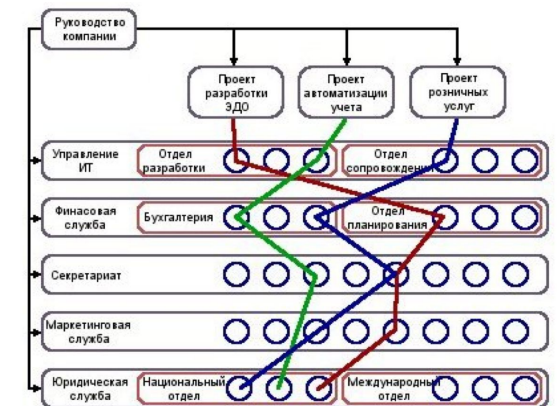 Руководство
компании
Проект
разработки
ЭДО
Проект
автоматизации
учета
Проект
розничных
услуг
Управление
ИТ
Отдел
разработки
Отдел
сопровождения
Финасовая
служба
Бухгалтерия
Отдел
планирования
Секретариат
Маркетинговая
служба
Юридическая
служба
Национальный
отдел
Международный
отдел